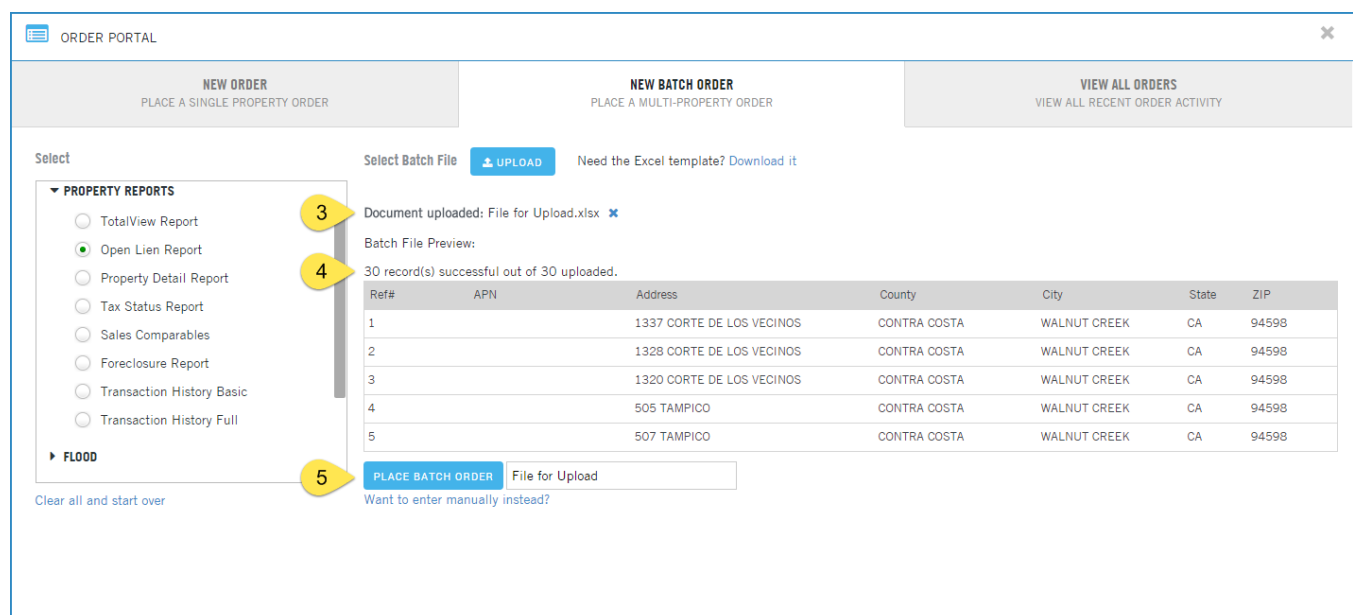 ORDER PORTAL
NEW ORDER
PLACE A SINGLE PROPERTY ORDER
NEW BATCH ORDER
PLACE A MULTI-PROPERTY ORDER
VIEW ALL ORDERS
VIEW ALL RECENT ORDER ACTIVITY
Select
PROPERTY REPORTS
TotalView Report
Open Lien Report
Property Detail Report
Tax Status Report
Sales Comparables
Foreclosure Report
Transaction History Basic
Transaction History Full
FLOOD
Clear all and start over
Select Batch File UPLOAD Need the Excel template? Download it
3 Document uploaded: File for Upload.xlsx
Batch File Preview:
4 30 record(s) successful out of 30 uploaded.
Ref# APN Address County City State ZIP
1 1337 CORTE DE LOS VECINOS CONTRA COSTA WALNUT CREEK CA 94598
2 1328 CORTE DE LOS VECINOS CONTRA COSTA WALNUT CREEK CA 94598
3 1320 CORTE DE LOS VECINOS CONTRA COSTA WALNUT CREEK CA 94598
4 505 TAMPICO CONTRA COSTA WALNUT CREEK CA 94598
5 507 TAMPICO CONTRA COSTA WALNUT CREEK CA 94598
5 PLACE BATCH ORDER File for Upload
Want to enter manually instead?